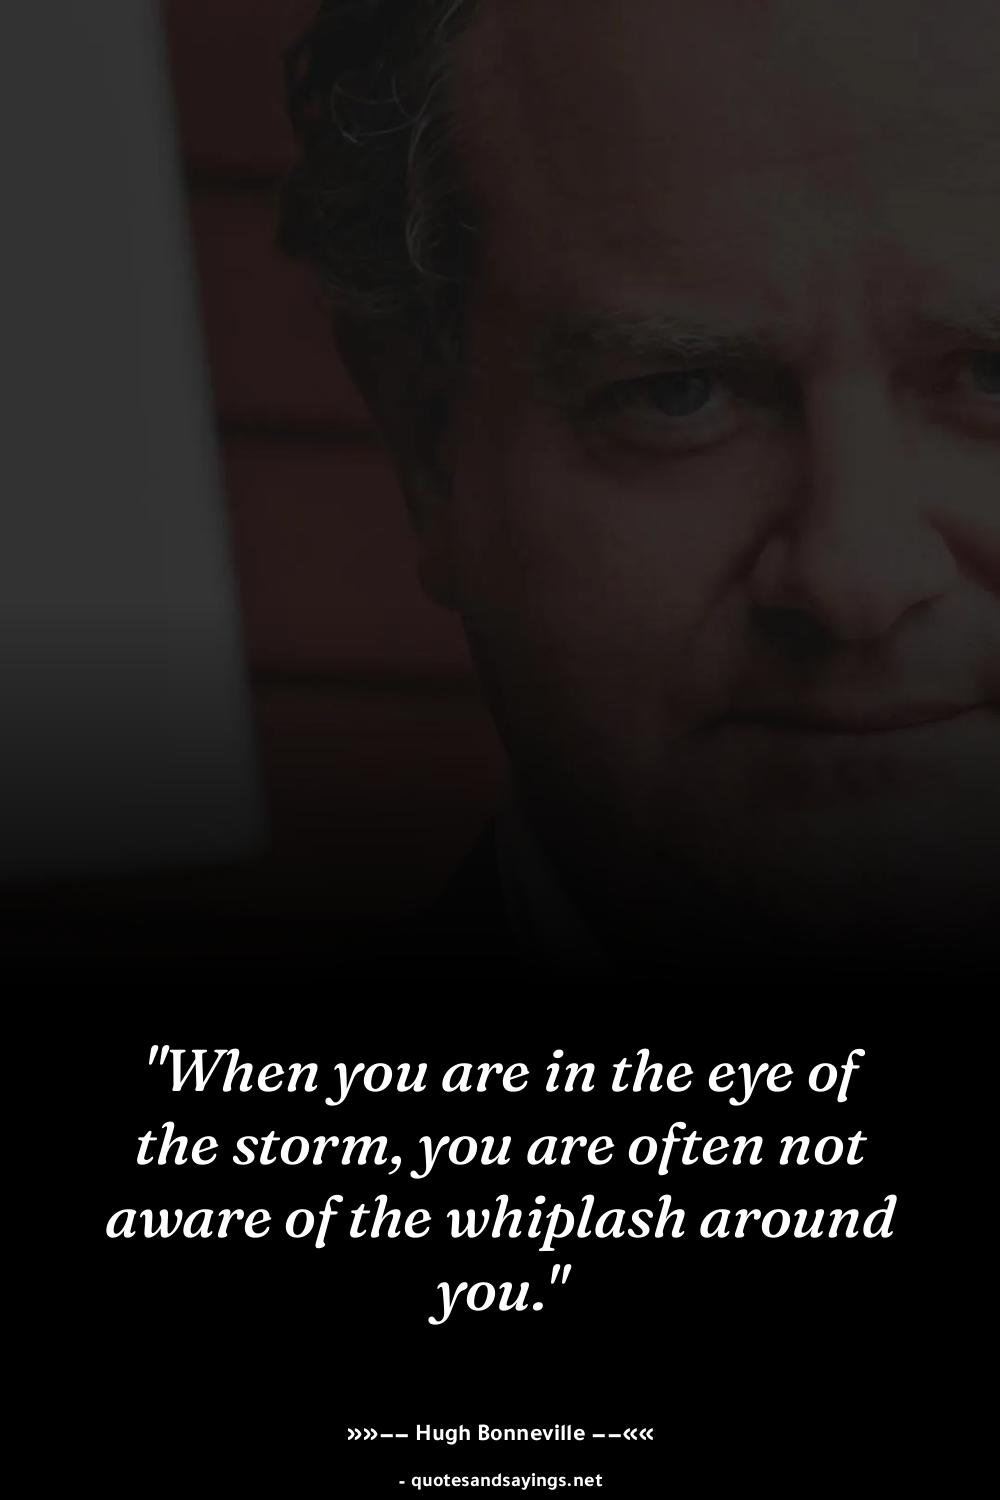 "When you are in the eye of
the storm, you are often not
aware of the whiplash around
you."
»»—— Hugh Bonneville ——««
- quotesandsayings.net